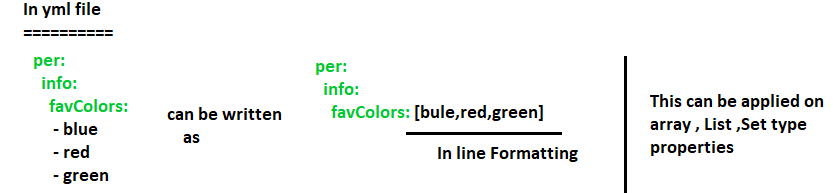 In yml file
==========
per:
info:
favColors:
- blue
- red
- green
can be written
as
per:
info:
favColors: [bule,red,green]
In line Formatting
This can be applied on
array , List ,Set type
properties